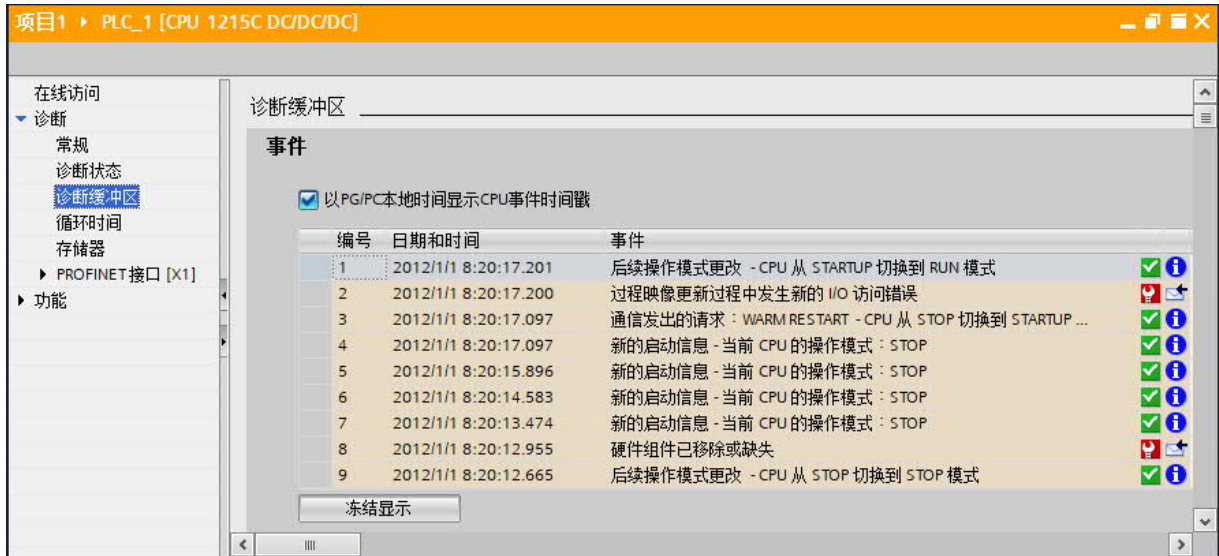 项目1 ▸ PLC_1 [CPU 1215C DC/DC/DC]
在线访问
诊断
常规
诊断状态
诊断缓冲区
循环时间
存储器
PROFINET接口 [X1]
功能
诊断缓冲区
事件
以PG/PC本地时间显示CPU事件时间戳
编号 日期和时间 事件
1 2012/1/1 8:20:17.201 后续操作模式更改 - CPU 从 STARTUP 切换到 RUN 模式
2 2012/1/1 8:20:17.200 过程映像更新过程中发生新的 I/O 访问错误
3 2012/1/1 8:20:17.097 通信发出的请求：WARM RESTART - CPU 从 STOP 切换到 STARTUP ...
4 2012/1/1 8:20:17.097 新的启动信息 - 当前 CPU 的操作模式：STOP
5 2012/1/1 8:20:15.896 新的启动信息 - 当前 CPU 的操作模式：STOP
6 2012/1/1 8:20:14.583 新的启动信息 - 当前 CPU 的操作模式：STOP
7 2012/1/1 8:20:13.474 新的启动信息 - 当前 CPU 的操作模式：STOP
8 2012/1/1 8:20:12.955 硬件组件已移除或缺失
9 2012/1/1 8:20:12.665 后续操作模式更改 - CPU 从 STOP 切换到 STOP 模式
冻结显示